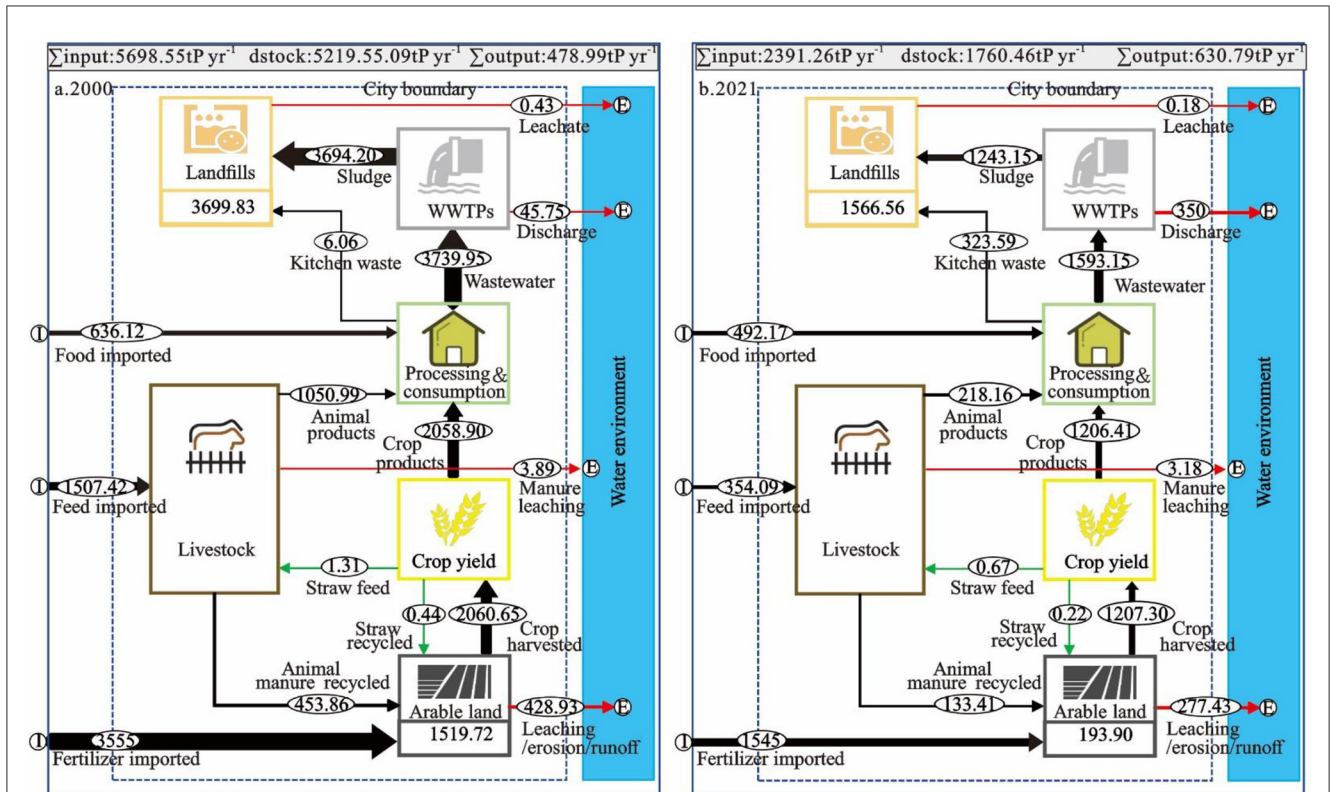 ∑input:5698.55tP yr⁻¹ dstock:5219.55.09tP yr⁻¹ ∑output:478.99tP yr⁻¹
a.2000
City boundary
0.43
E
Leachate
Landfills
3699.83
3694.20
Sludge
WWTPs
45.75
E
Discharge
6.06
Kitchen waste
3739.95
Wastewater
I
636.12
Food imported
Processing&
consumption
1050.99
Animal
products
2058.90
Crop
products
3.89
E
Manure
leaching
I
1507.42
Feed imported
Livestock
Crop yield
1.31
Straw feed
0.44
Straw
recycled
2060.65
Crop
harvested
Animal
manure recycled
453.86
Arable land
1519.72
428.93
E
Leaching
/erosion/runoff
I
3555
Fertilizer imported
Water environment
∑input:2391.26tP yr⁻¹ dstock:1760.46tP yr⁻¹ ∑output:630.79tP yr⁻¹
b.2021
City boundary
0.18
E
Leachate
Landfills
1566.56
1243.15
Sludge
WWTPs
350
E
Discharge
323.59
Kitchen waste
1593.15
Wastewater
I
492.17
Food imported
Processing&
consumption
218.16
Animal
products
1206.41
Crop
products
3.18
E
Manure
leaching
I
354.09
Feed imported
Livestock
Crop yield
0.67
Straw feed
0.22
Straw
recycled
1207.30
Crop
harvested
Animal
manure recycled
133.41
Arable land
193.90
277.43
E
Leaching
/erosion/runoff
I
1545
Fertilizer imported
Water environment